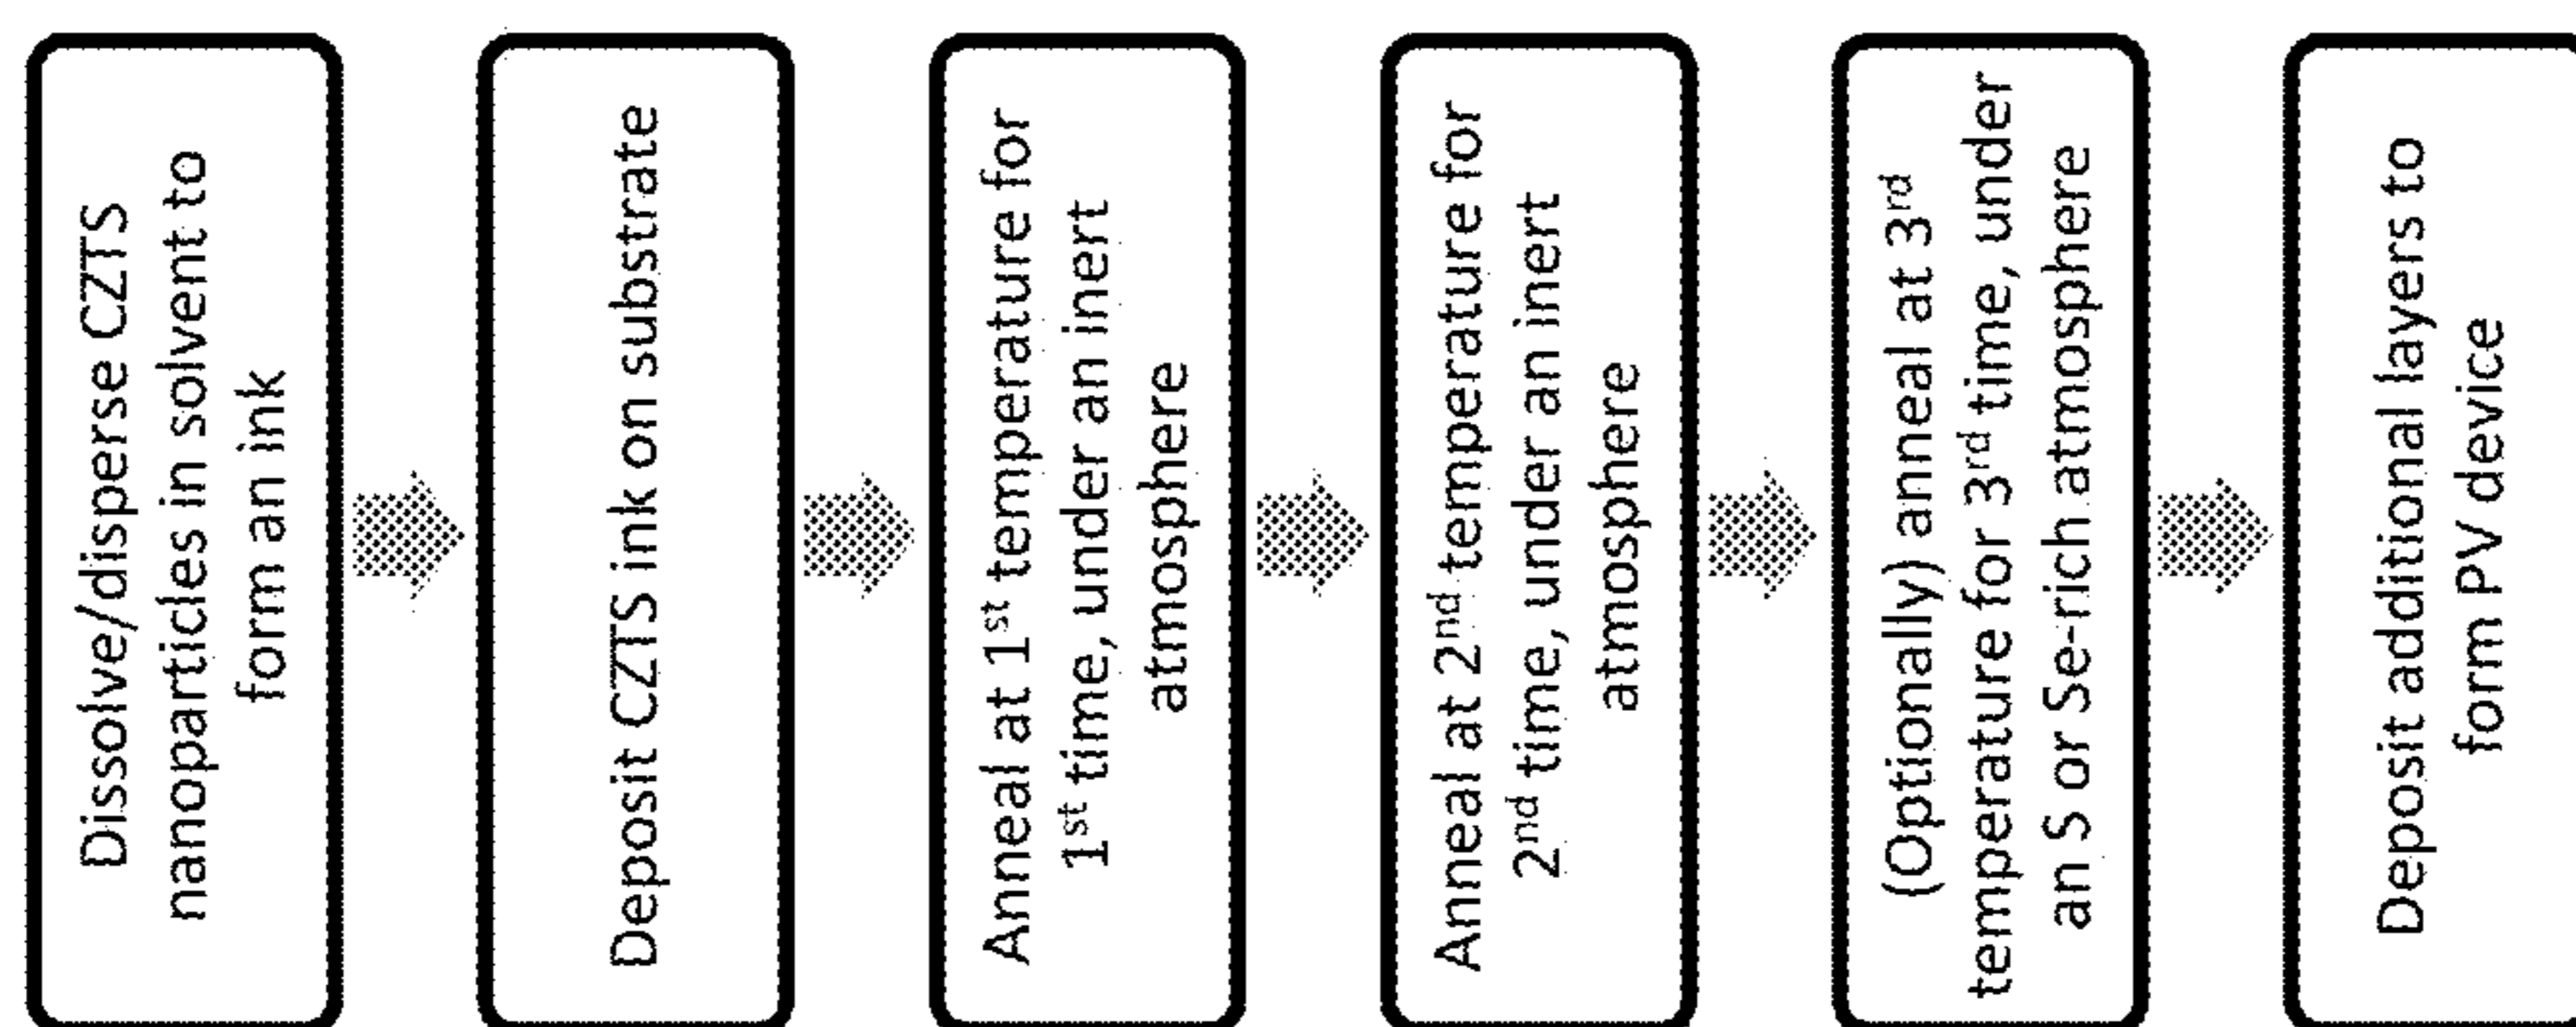 Dissolve/disperse CZTS
nanoparticles in solvent to
form an ink
Deposit CZTS ink on substrate
Anneal at 1st temperature for
1st time, under an inert
atmosphere
Anneal at 2nd temperature for
2nd time, under an inert
atmosphere
(Optionally) anneal at 3rd
temperature for 3rd time, under
an S or Se-rich atmosphere
Deposit additional layers to
form PV device